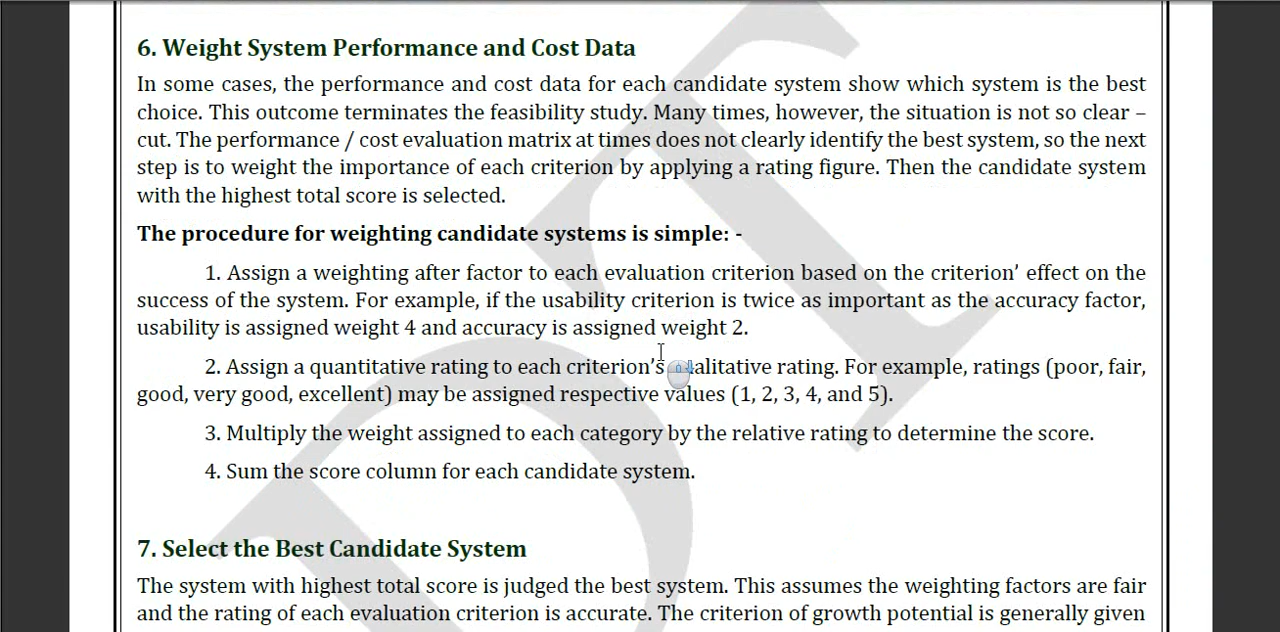 6. Weight System Performance and Cost Data
In some cases, the performance and cost data for each candidate system show which system is the best
choice. This outcome terminates the feasibility study. Many times, however, the situation is not so clear –
cut. The performance / cost evaluation matrix at times does not clearly identify the best system, so the next
step is to weight the importance of each criterion by applying a rating figure. Then the candidate system
with the highest total score is selected.
The procedure for weighting candidate systems is simple: -
1. Assign a weighting after factor to each evaluation criterion based on the criterion' effect on the
success of the system. For example, if the usability criterion is twice as important as the accuracy factor,
usability is assigned weight 4 and accuracy is assigned weight 2.
2. Assign a quantitative rating to each criterion's qualitative rating. For example, ratings (poor, fair,
good, very good, excellent) may be assigned respective values (1, 2, 3, 4, and 5).
3. Multiply the weight assigned to each category by the relative rating to determine the score.
4. Sum the score column for each candidate system.
7. Select the Best Candidate System
The system with highest total score is judged the best system. This assumes the weighting factors are fair
and the rating of each evaluation criterion is accurate. The criterion of growth potential is generally given